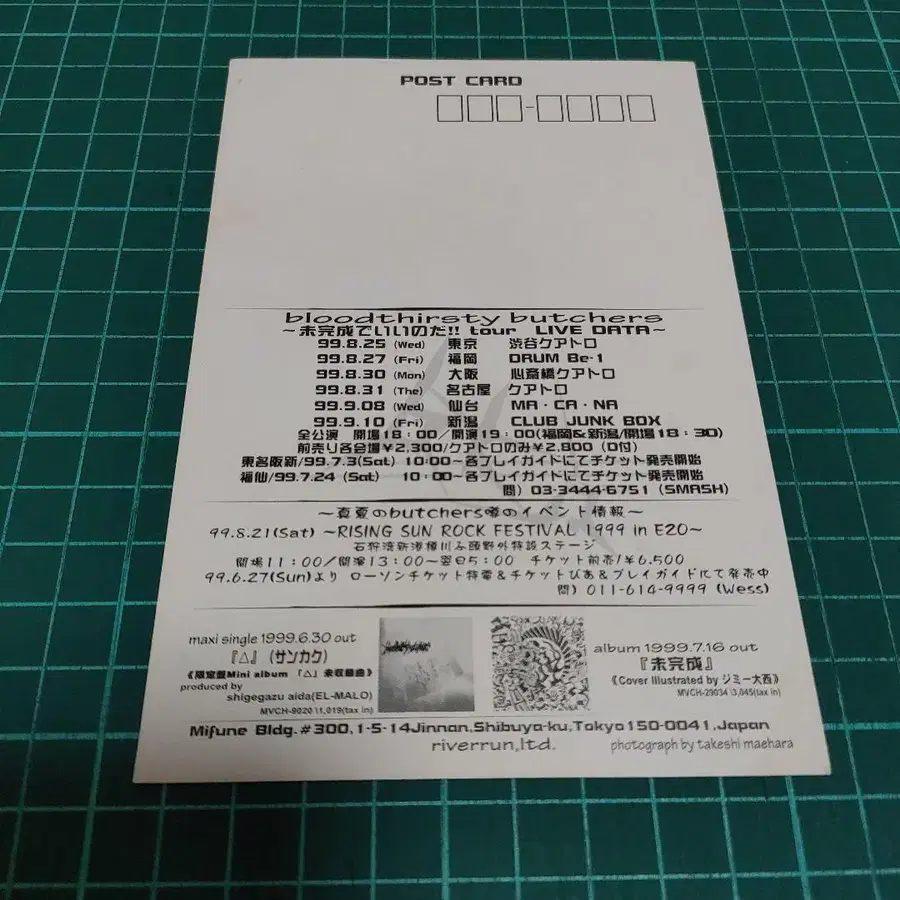 POST CARD
bloodthirsty butchers
～未完成でいいのだ!! tour LIVE DATA～
99.8.25 (Wed) 東京 渋谷クアトロ
99.8.27 (Fri) 福岡 DRUM Be-1
99.8.30 (Mon) 大阪 心斎橋クアトロ
99.8.31 (The) 名古屋 クアトロ
99.9.08 (Wed) 仙台 MA・CA・NA
99.9.10 (Fri) 新潟 CLUB JUNK BOX
全公演 開場18：00/開演19：00(福岡&新潟/開場18：30)
前売り各会場¥2,300/クアトロのみ¥2,800 (D付)
東名阪新/99.7.3(Sat) 10:00～各プレイガイドにてチケット発売開始
福仙/99.7.24 (Sat) 10:00～各プレイガイドにてチケット発売開始
問) 03-3444-6751 (SMASH)
～真夏のbutchers噂のイベント情報～
99.8.21(Sat) ～RISING SUN ROCK FESTIVAL 1999 in EZO～
石狩湾新港樽川ふ頭野外特設ステージ
開場11：00/開演13：00～翌日5：00 チケット前売/¥6,500
99.6.27(Sun)より ローソンチケット特電&チケットぴあ&プレイガイドにて発売中
問) 011-614-9999 (Wess)
maxi single 1999.6.30 out
『△』(サンカク)
《限定盤Mini album 「△」未収録曲》
produced by
shigegazu aida(EL-MALO)
MVCH-9020 \1,019(tax in)
album 1999.7.16 out
『未完成』
《Cover Illustrated by ジミー大西》
MVCH-29034 \3,045(tax in)
Mifune Bldg.#300,1-5-14Jinnan,Shibuya-ku,Tokyo150-0041,Japan
riverrun,ltd.
photograph by takeshi maehara